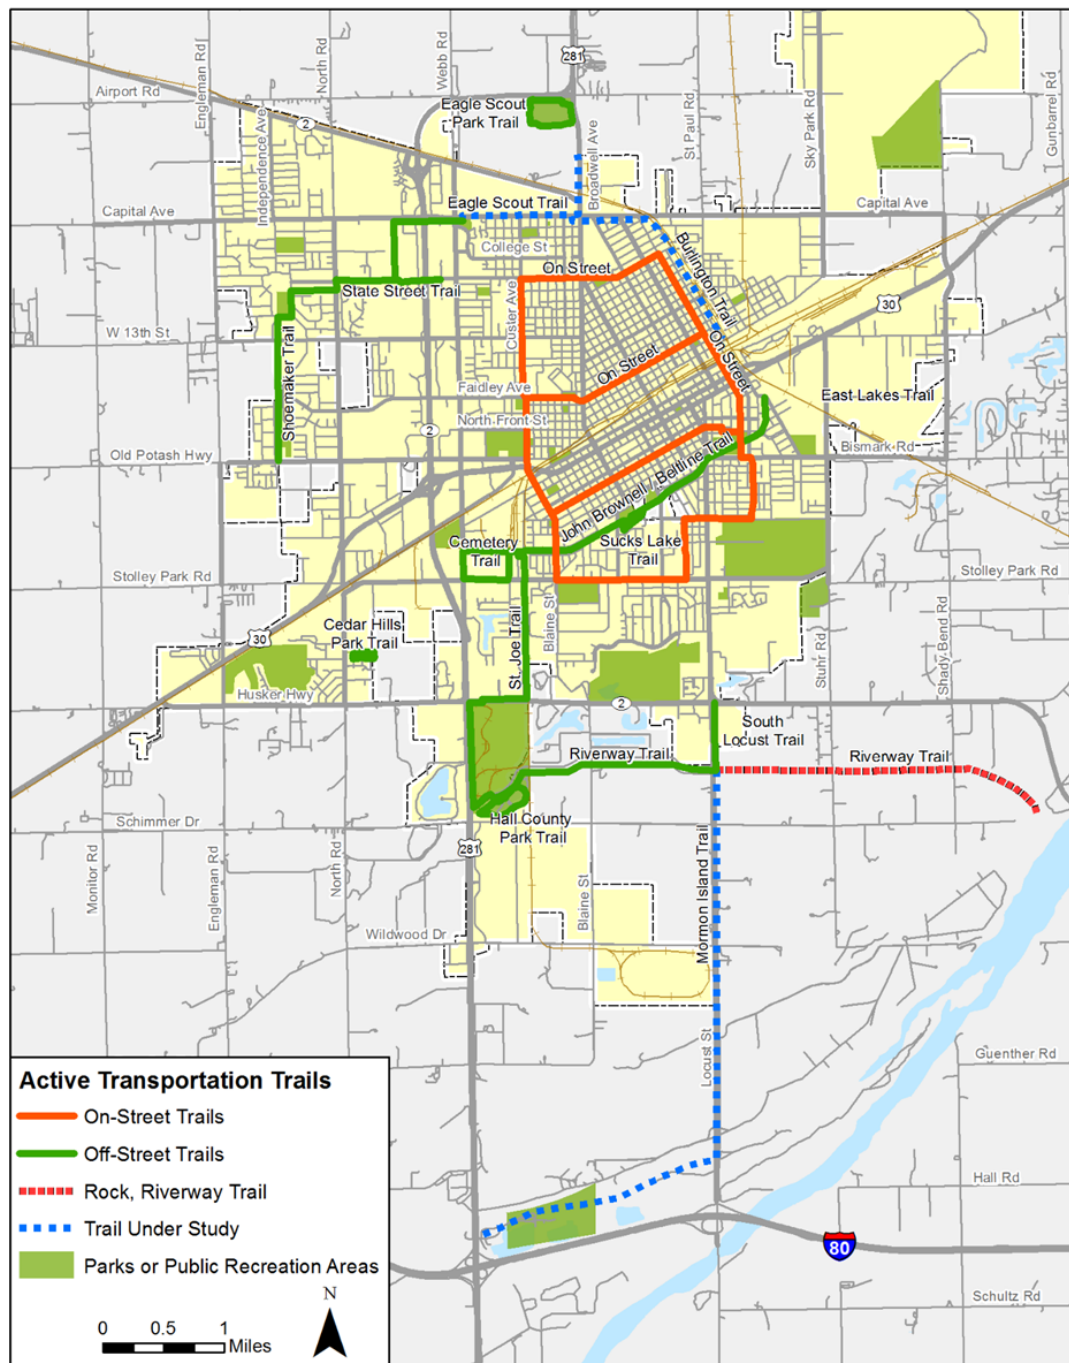 281
Airport Rd
Engleman Rd
North Rd
Webb Rd
Eagle Scout
Park Trail
Broadwell Ave
St Paul Rd
Sky Park Rd
Gunbarrel Rd
2
Independence Ave
Capital Ave
Eagle Scout Trail
Capital Ave
College St
On Street
Burlington Trail
State Street Trail
30
W 13th St
Custer Ave
Shoemaker Trail
On Street
On Street
Faidley Ave
East Lakes Trail
North Front St
2
Old Potash Hwy
Bismark Rd
John Brownell / Beltline Trail
Cemetery
Trail
Sucks Lake
Trail
Stolley Park Rd
Stolley Park Rd
30
Cedar Hills
Park Trail
St. Joe Trail
Blaine St
Stuhr Rd
Shady Bend Rd
Husker Hwy
2
South
Locust Trail
Riverway Trail
Riverway Trail
Schimmer Dr
Hall County
Park Trail
281
Monitor Rd
Engleman Rd
North Rd
Blaine St
Mormon Island Trail
Wildwood Dr
Locust St
Guenther Rd
Hall Rd
80
Schultz Rd
Active Transportation Trails
On-Street Trails
Off-Street Trails
Rock, Riverway Trail
Trail Under Study
Parks or Public Recreation Areas
N
0 0.5 1
Miles